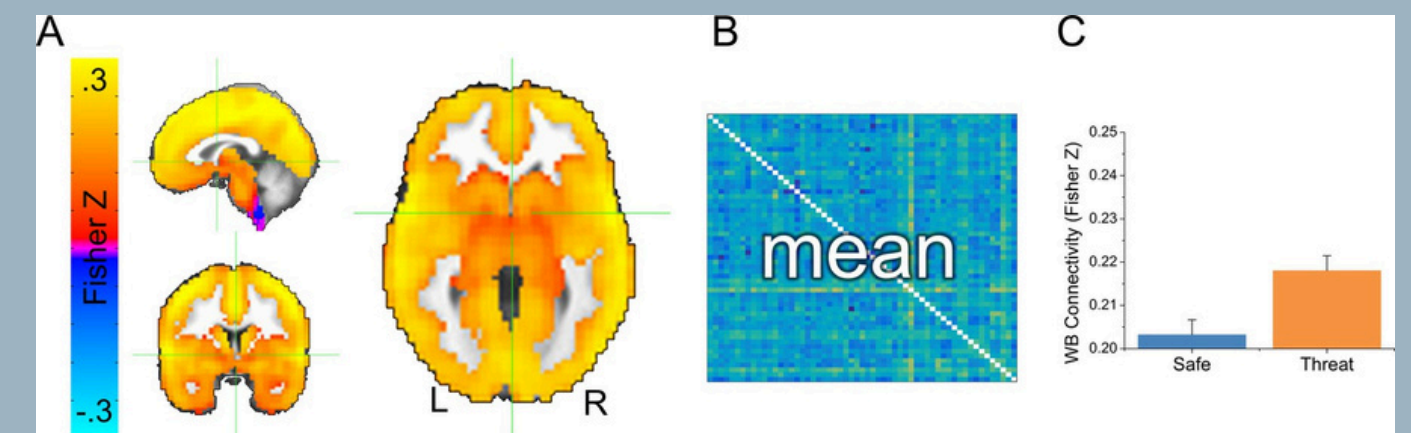 A
.3
Fisher Z
-.3
L
R
B
mean
C
WB Connectivity (Fisher Z)
0.25
0.24
0.23
0.22
0.21
0.20
Safe
Threat